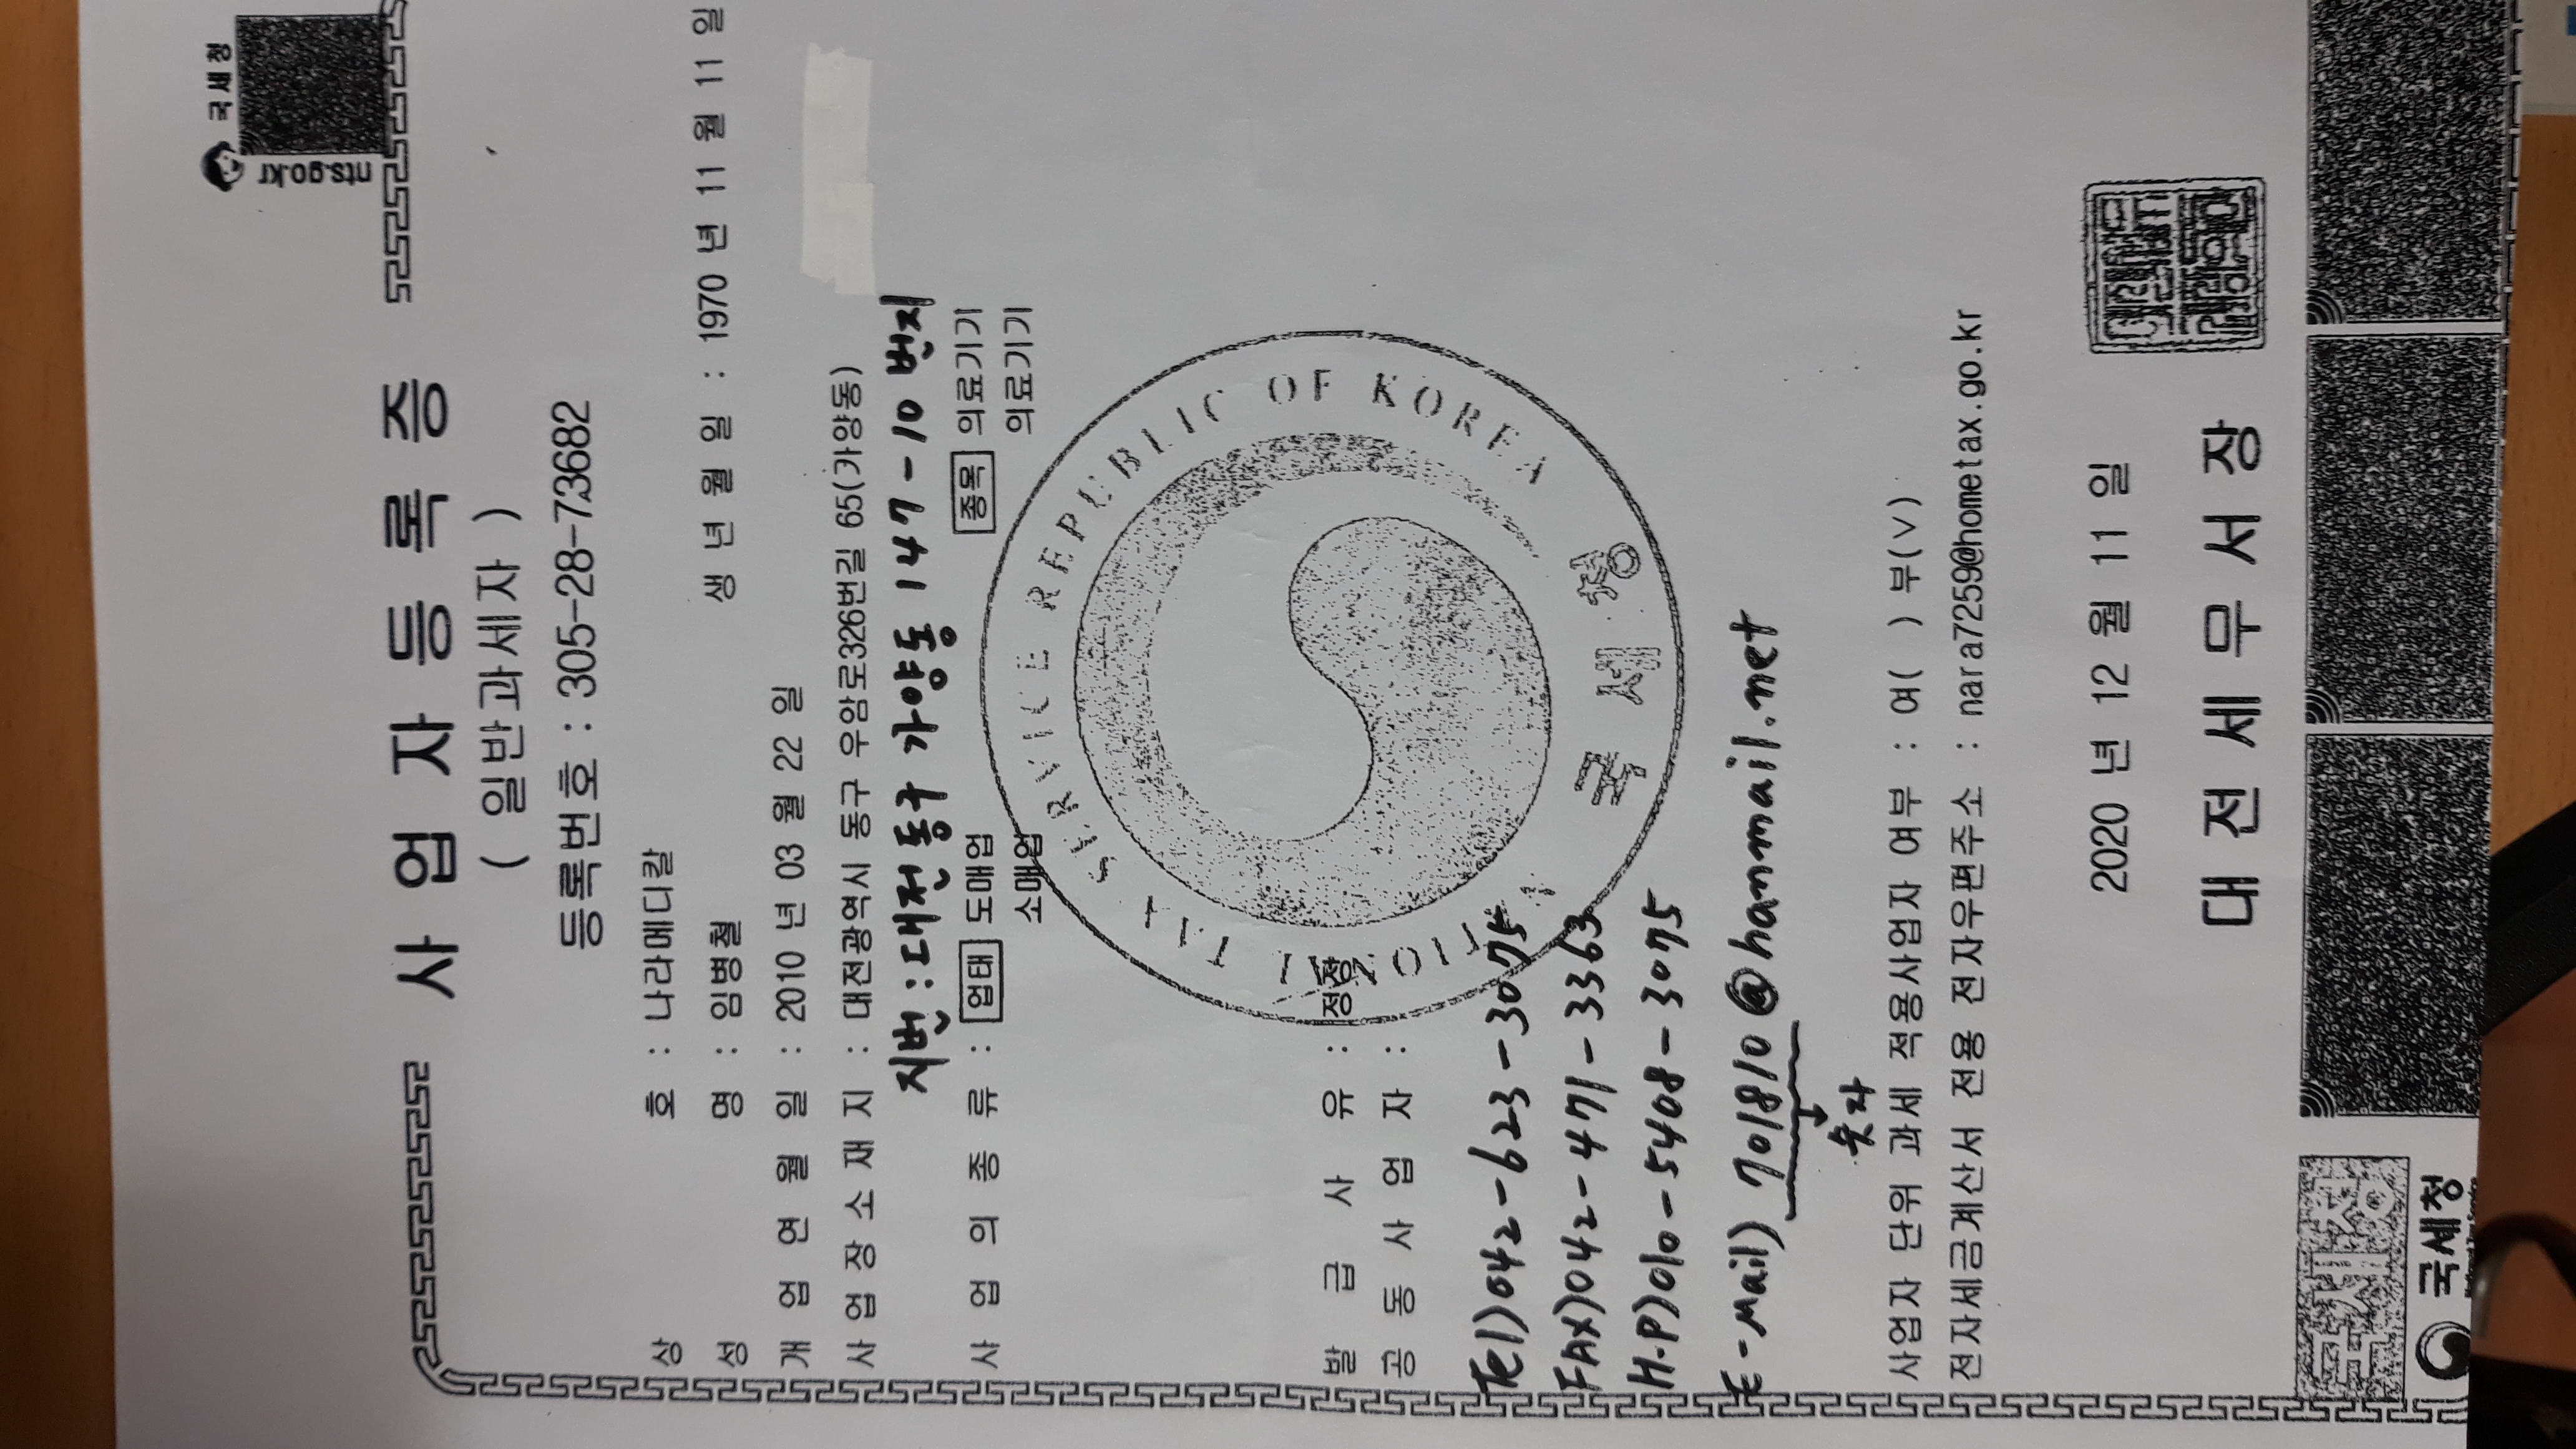 국세청
nts.go.kr
사 업 자 등 록 증
( 일반과세자 )
등록번호 : 305-28-73682
상 호 : 나라메디칼
성 명 : 임병철 생 년 월 일 : 1970 년 11 월 11 일
개 업 연 월 일 : 2010 년 03 월 22 일
사 업 장 소 재 지 : 대전광역시 동구 우암로326번길 65(가양동)
지번 : 대전 동구 가양동 147-10 번지
사 업 의 종 류 : 업태 도매업 종목 의료기기
소매업 의료기기
NATIONAL TAX SERVICE REPUBLIC OF KOREA
국세청
발 급 사 유 : 정정
공 동 사 업 자 :
Tel) 042-623-3075
FAX) 042-471-3363
H.P) 010-5408-3075
E-mail) 701810@hanmail.net
숫자
사업자 단위 과세 적용사업자 여부 : 여( ) 부(∨)
전자세금계산서 전용 전자우편주소 : nara7259@hometax.go.kr
2020 년 12 월 11 일
대 전 세 무 서 장
국세청